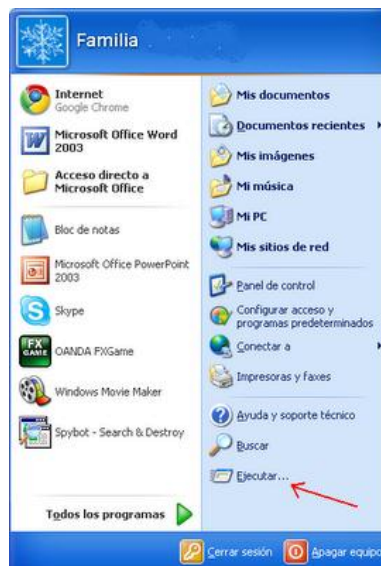 Familia
Internet
Google Chrome
Microsoft Office Word
2003
Acceso directo a
Microsoft Office
Bloc de notas
Microsoft Office PowerPoint
2003
Skype
FX
GAME
OANDA FXGame
Windows Movie Maker
Spybot - Search & Destroy
Todos los programas
Mis documentos
Documentos recientes
Mis imágenes
Mi música
Mi PC
Mis sitios de red
Panel de control
Configurar acceso y
programas predeterminados
Conectar a
Impresoras y faxes
Ayuda y soporte técnico
Buscar
Ejecutar...
Cerrar sesión
Apagar equipo